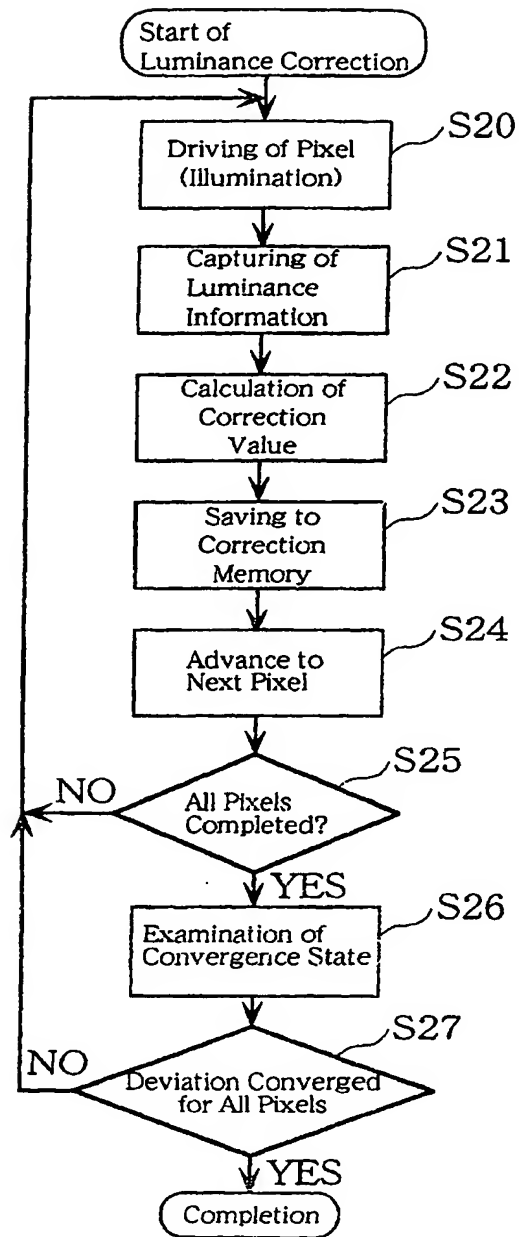 Start of
Luminance Correction
S20
Driving of Pixel
(Illumination)
S21
Capturing of
Luminance
Information
S22
Calculation of
Correction
Value
S23
Saving to
Correction
Memory
S24
Advance to
Next Pixel
S25
NO
All Pixels
Completed?
YES
S26
Examination of
Convergence State
S27
NO
Deviation Converged
for All Pixels
YES
Completion